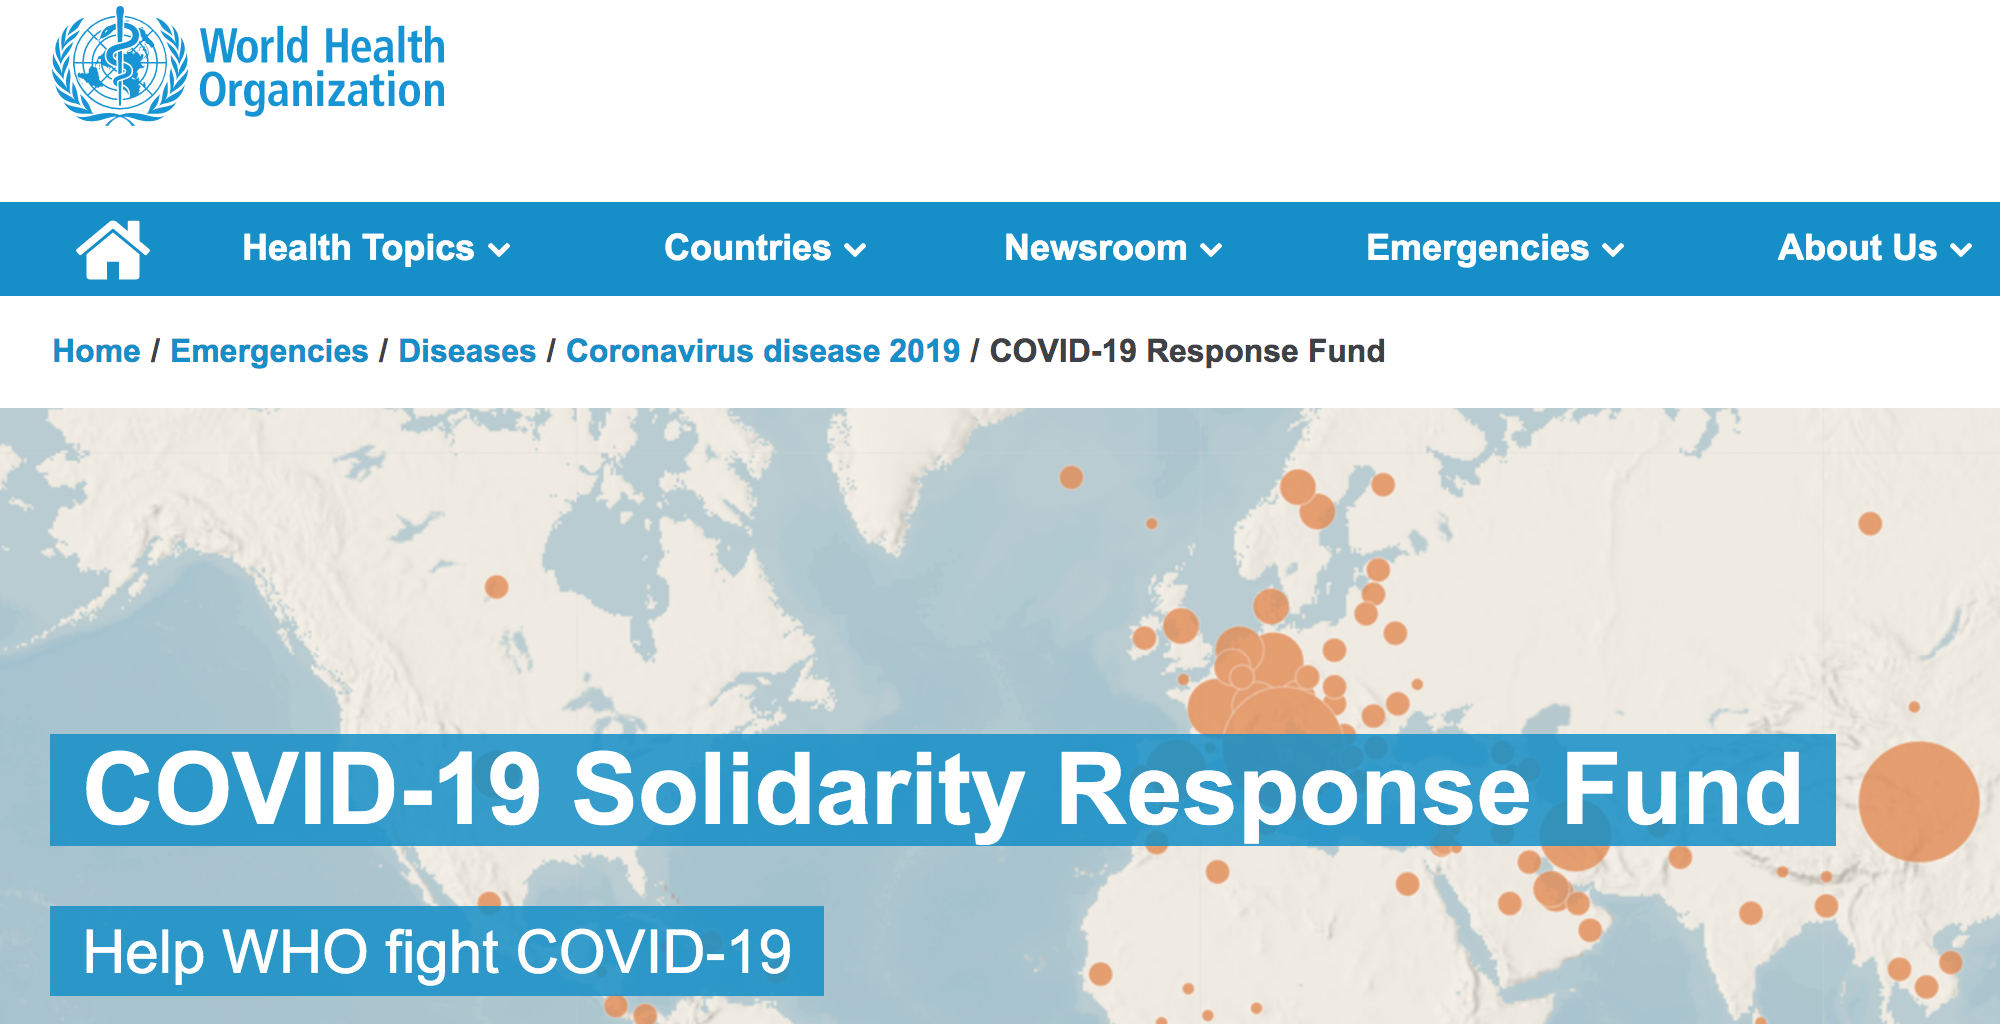 World Health
Organization
Health Topics Countries Newsroom Emergencies About Us
Home / Emergencies / Diseases / Coronavirus disease 2019 / COVID-19 Response Fund
COVID-19 Solidarity Response Fund
Help WHO fight COVID-19